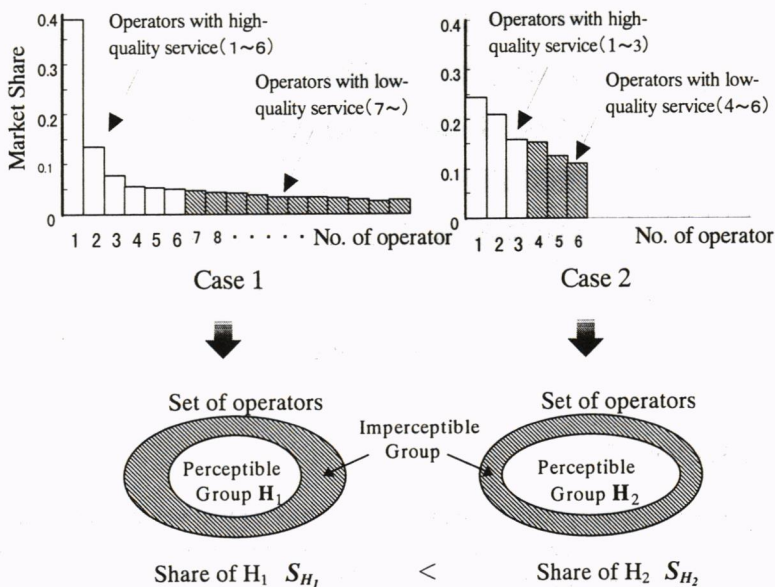 Market Share
0.4
0.3
0.2
0.1
0
Operators with high-
quality service(1~6)
Operators with low-
quality service(7~)
1 2 3 4 5 6 7 8 · · · · · No. of operator
Case 1
0.4
0.3
0.2
0.1
0
Operators with high-
quality service(1~3)
Operators with low-
quality service(4~6)
1 2 3 4 5 6 No. of operator
Case 2
Set of operators
Perceptible
Group H1
Imperceptible
Group
Set of operators
Perceptible
Group H2
Share of H1 SH1 < Share of H2 SH2